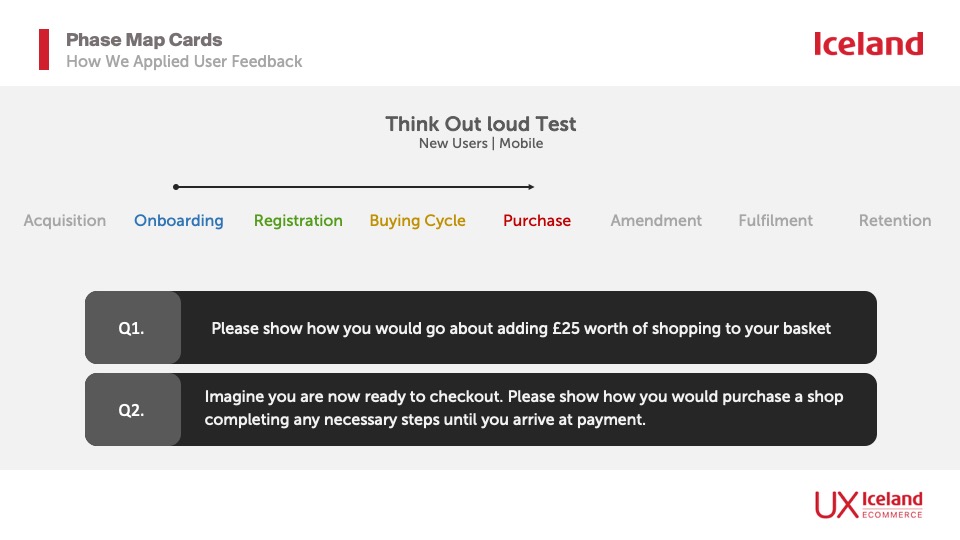 Phase Map Cards
How We Applied User Feedback
Iceland
Think Out loud Test
New Users | Mobile
Acquisition Onboarding Registration Buying Cycle Purchase Amendment Fulfilment Retention
Q1. Please show how you would go about adding £25 worth of shopping to your basket
Q2. Imagine you are now ready to checkout. Please show how you would purchase a shop
completing any necessary steps until you arrive at payment.
UX Iceland
ECOMMERCE